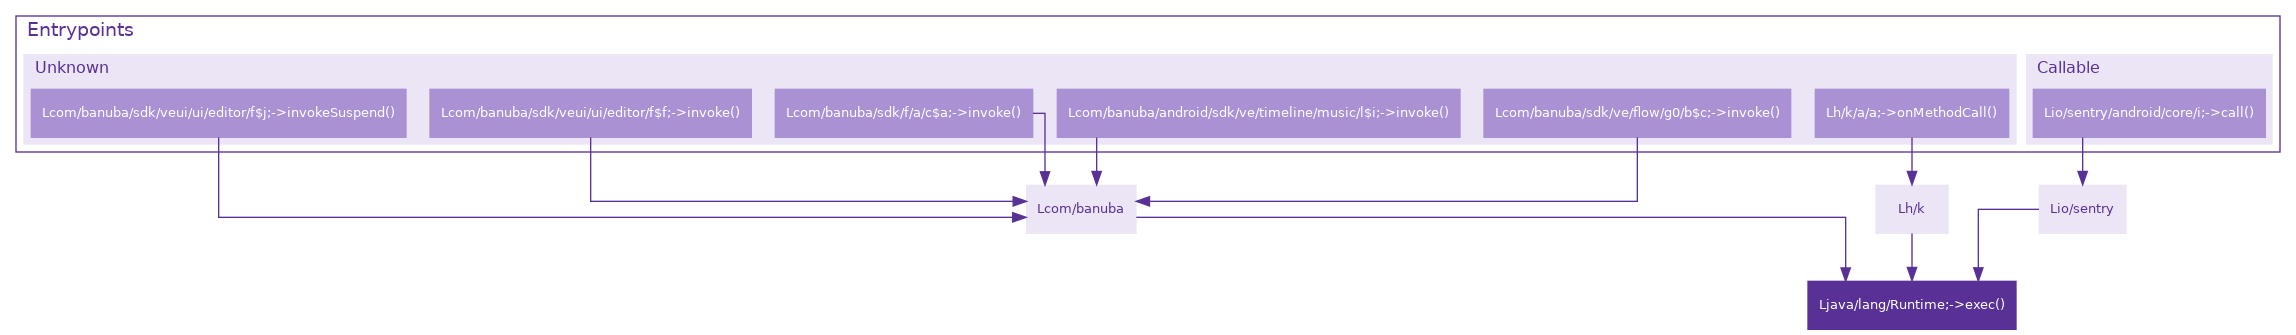 Entrypoints
Unknown
Callable
Lcom/banuba/sdk/veui/ui/editor/f$j;->invokeSuspend()
Lcom/banuba/sdk/veui/ui/editor/f$f;->invoke()
Lcom/banuba/sdk/f/a/c$a;->invoke()
Lcom/banuba/android/sdk/ve/timeline/music/l$i;->invoke()
Lcom/banuba/sdk/ve/flow/g0/b$c;->invoke()
Lh/k/a/a;->onMethodCall()
Lio/sentry/android/core/i;->call()
Lcom/banuba
Lh/k
Lio/sentry
Ljava/lang/Runtime;->exec()